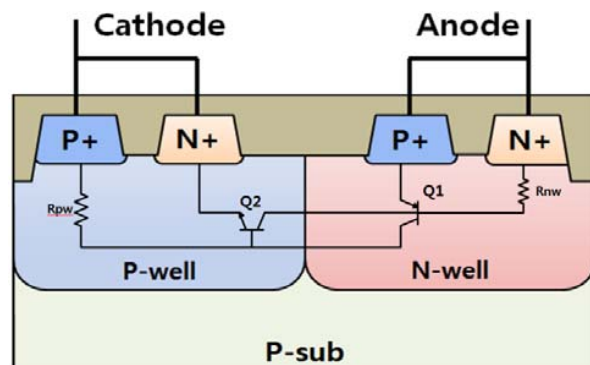 Cathode
Anode
P+
N+
P+
N+
Rpw
Q2
Q1
Rnw
P-well
N-well
P-sub